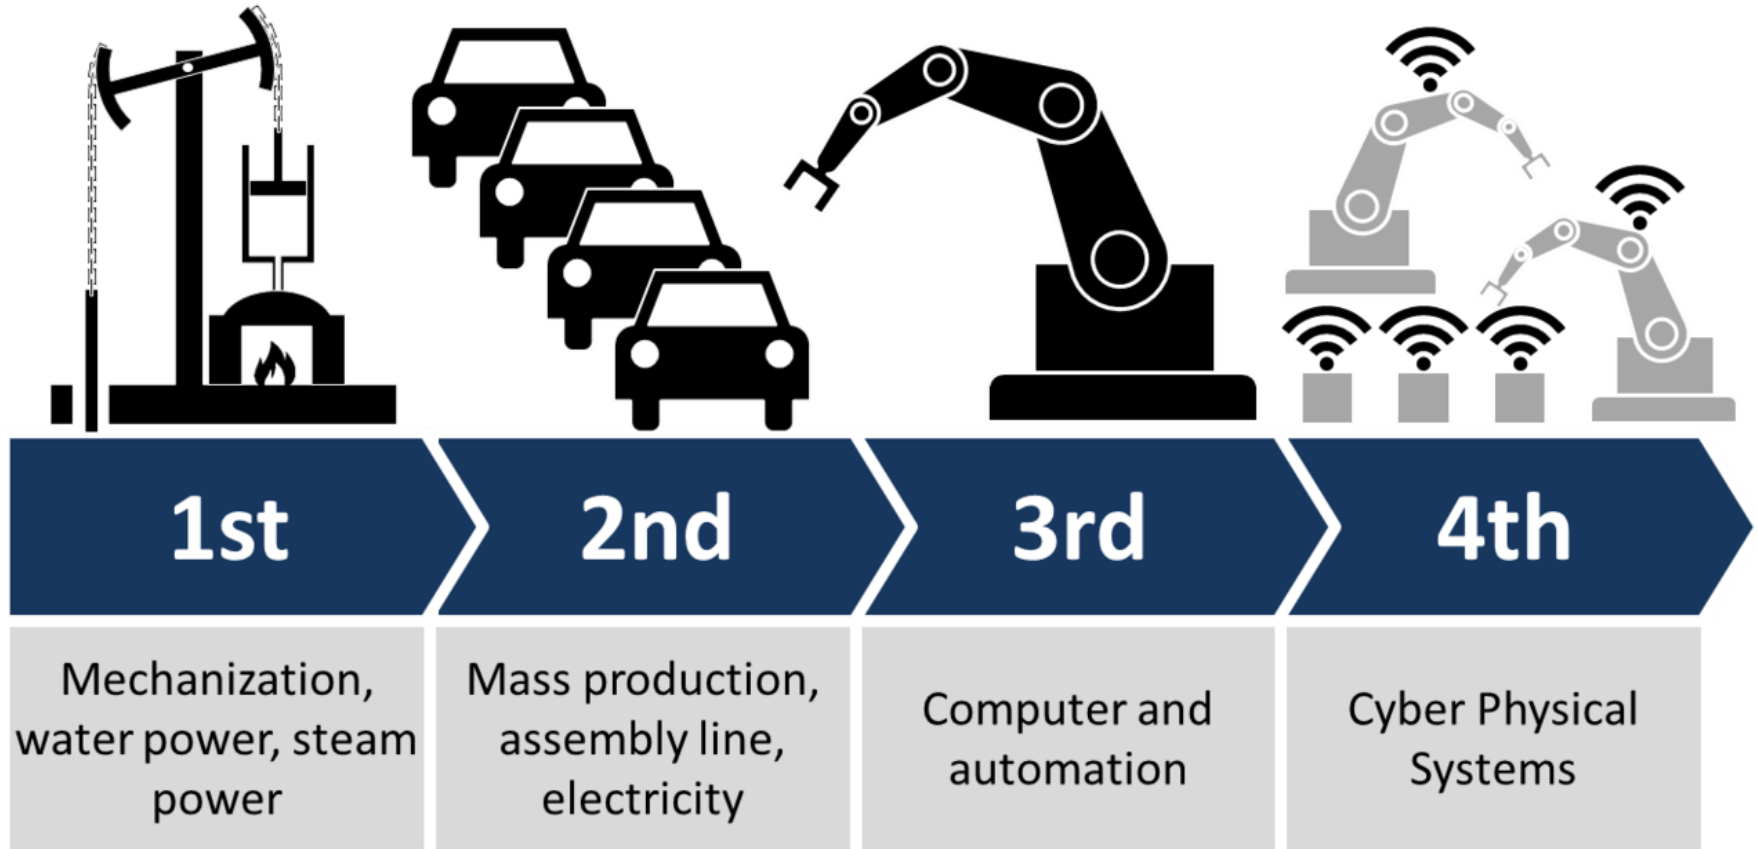 1st
2nd
3rd
4th
Mechanization,
water power, steam
power
Mass production,
assembly line,
electricity
Computer and
automation
Cyber Physical
Systems